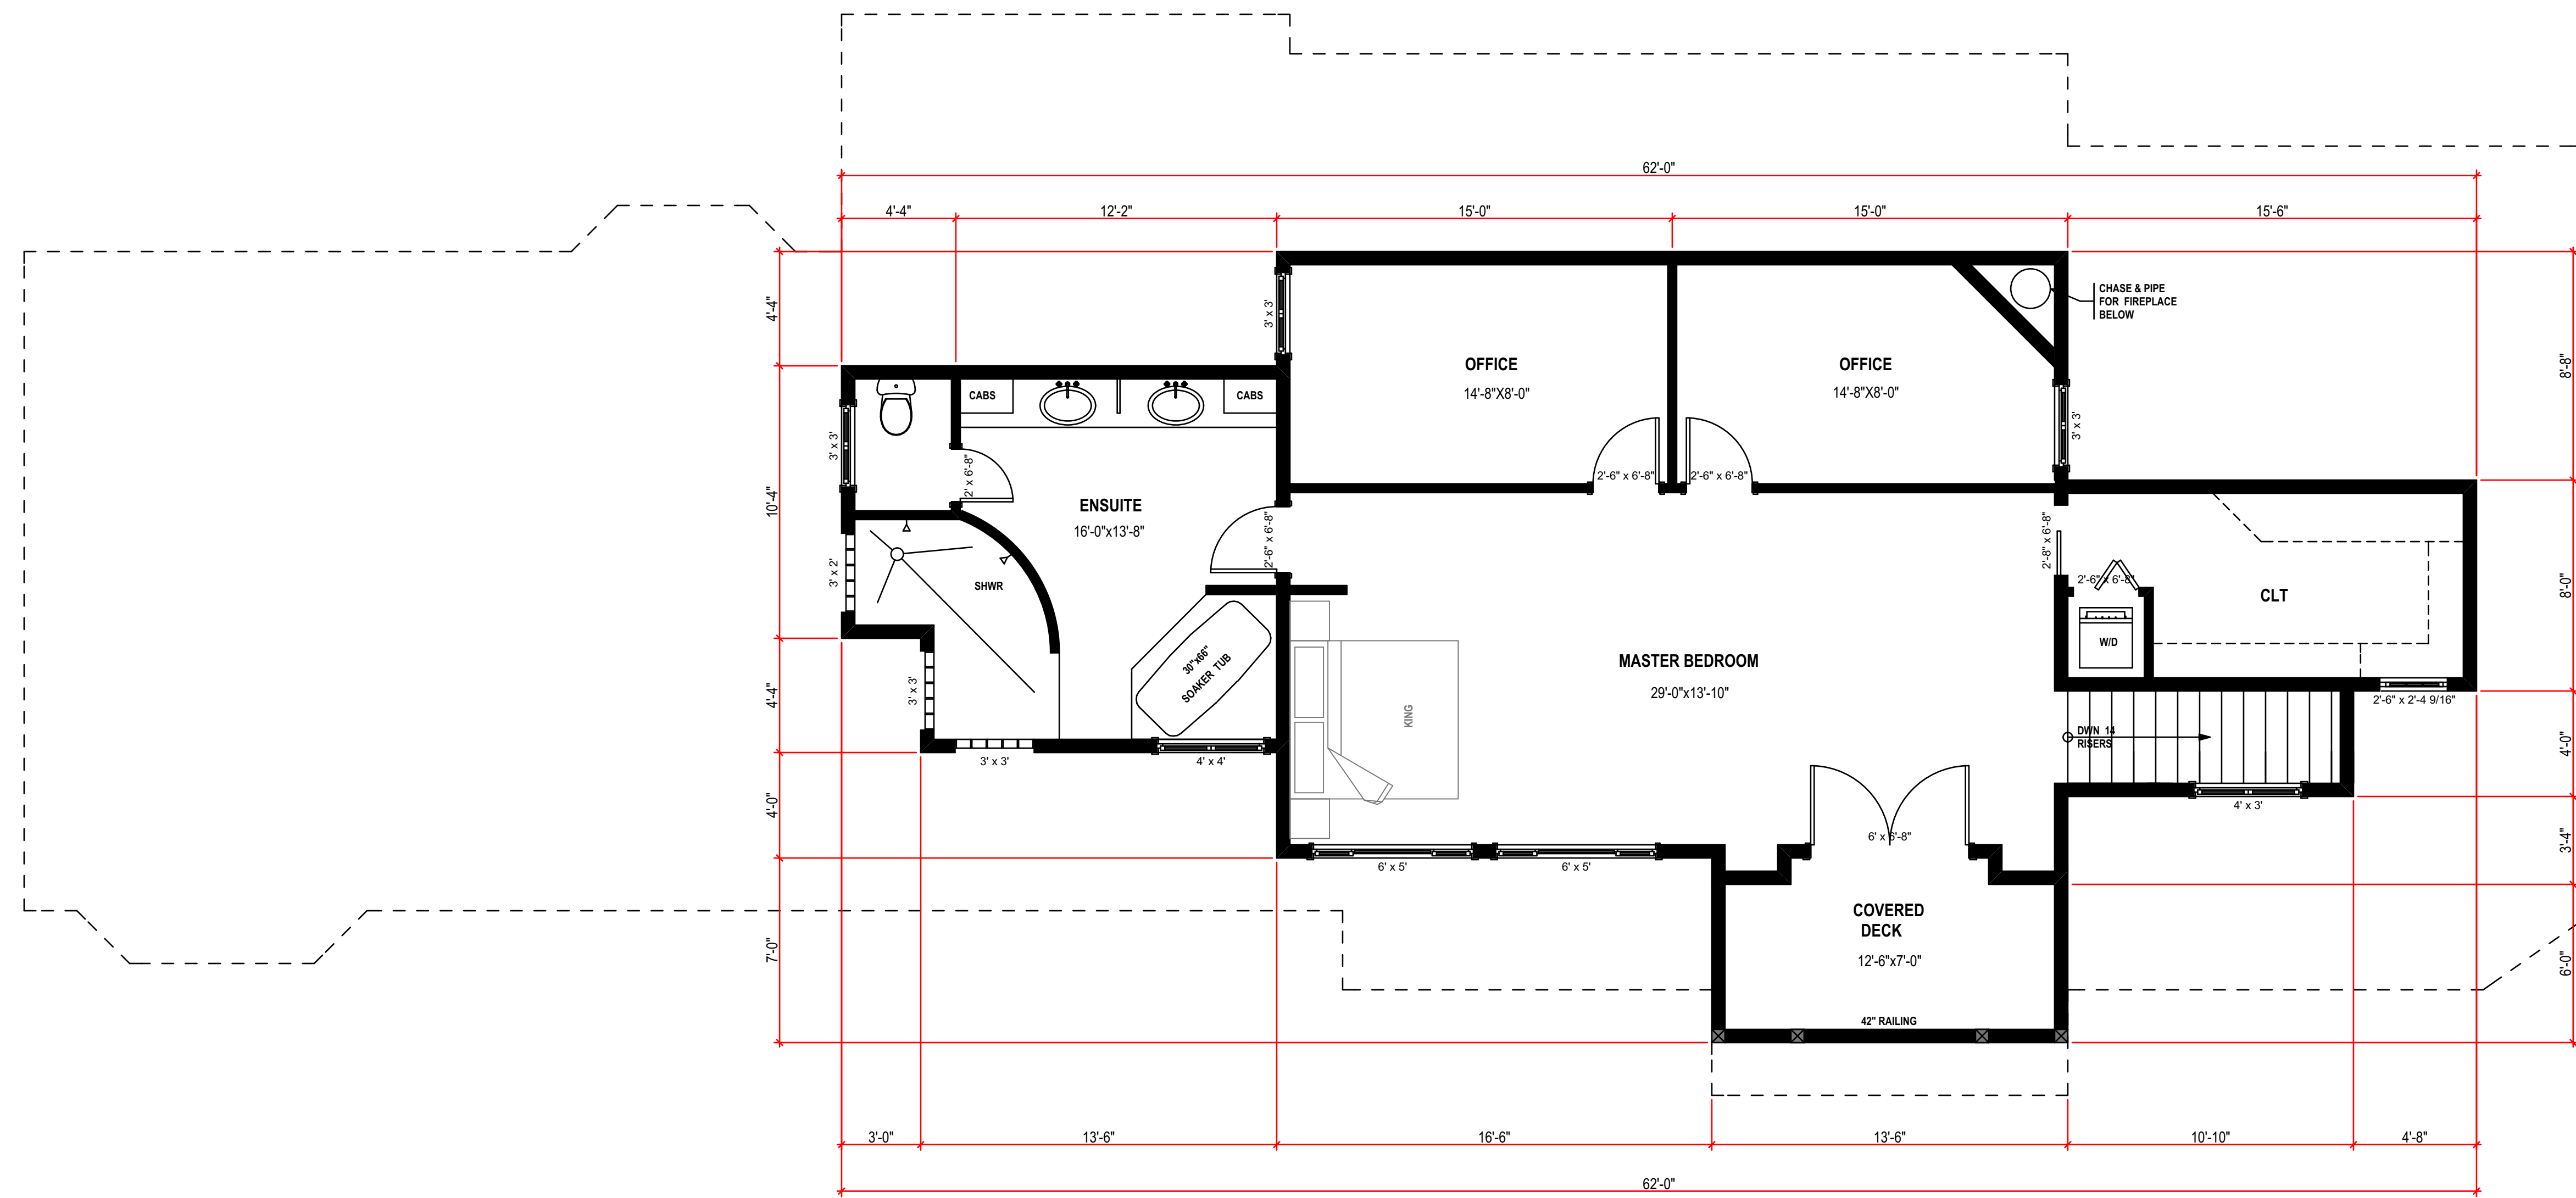 62'-0"
4'-4"
12'-2"
15'-0"
15'-0"
15'-6"
4'-4"
10'-4"
4'-4"
4'-0"
7'-0"
8'-8"
8'-0"
4'-0"
3'-4"
6'-0"
3' x 3'
OFFICE
14'-8"X8'-0"
OFFICE
14'-8"X8'-0"
CHASE & PIPE
FOR FIREPLACE
BELOW
3' x 3'
2'-6" x 6'-8"
2'-6" x 6'-8"
CABS
CABS
3' x 3'
2' x 6'-8"
ENSUITE
16'-0"x13'-8"
2'-6" x 6'-8"
3' x 2'
SHWR
3' x 3'
30"x66"
SOAKER TUB
3' x 3'
4' x 4'
KING
MASTER BEDROOM
29'-0"x13'-10"
2'-8" x 6'-8"
2'-6" x 6'-8"
CLT
W/D
2'-6" x 2'-4 9/16"
DWN 14
RISERS
4' x 3'
6' x 6'-8"
6' x 5'
6' x 5'
COVERED
DECK
12'-6"x7'-0"
42" RAILING
3'-0"
13'-6"
16'-6"
13'-6"
10'-10"
4'-8"
62'-0"